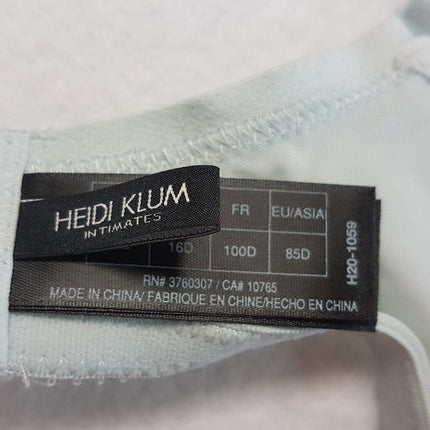 HEIDI KLUM
INTIMATES
FR EU/ASIA
16D 100D 85D
RN# 3760307 / CA# 10765
MADE IN CHINA/ FABRIQUE EN CHINE/HECHO EN CHINA
H20-1059